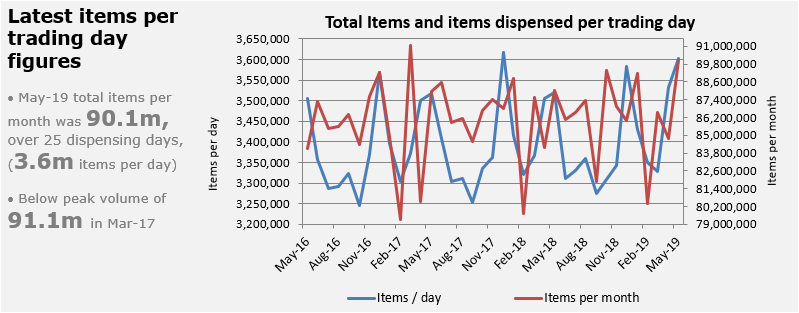 Latest items per
trading day
figures
• May-19 total items per
month was 90.1m,
over 25 dispensing days,
(3.6m items per day)
• Below peak volume of
91.1m in Mar-17
Total Items and items dispensed per trading day
Items per day
3,650,000
3,600,000
3,550,000
3,500,000
3,450,000
3,400,000
3,350,000
3,300,000
3,250,000
3,200,000
91,000,000
89,800,000
88,600,000
87,400,000
86,200,000
85,000,000
83,800,000
82,600,000
81,400,000
80,200,000
79,000,000
Items per month
May-16
Aug-16
Nov-16
Feb-17
May-17
Aug-17
Nov-17
Feb-18
May-18
Aug-18
Nov-18
Feb-19
May-19
Items / day
Items per month